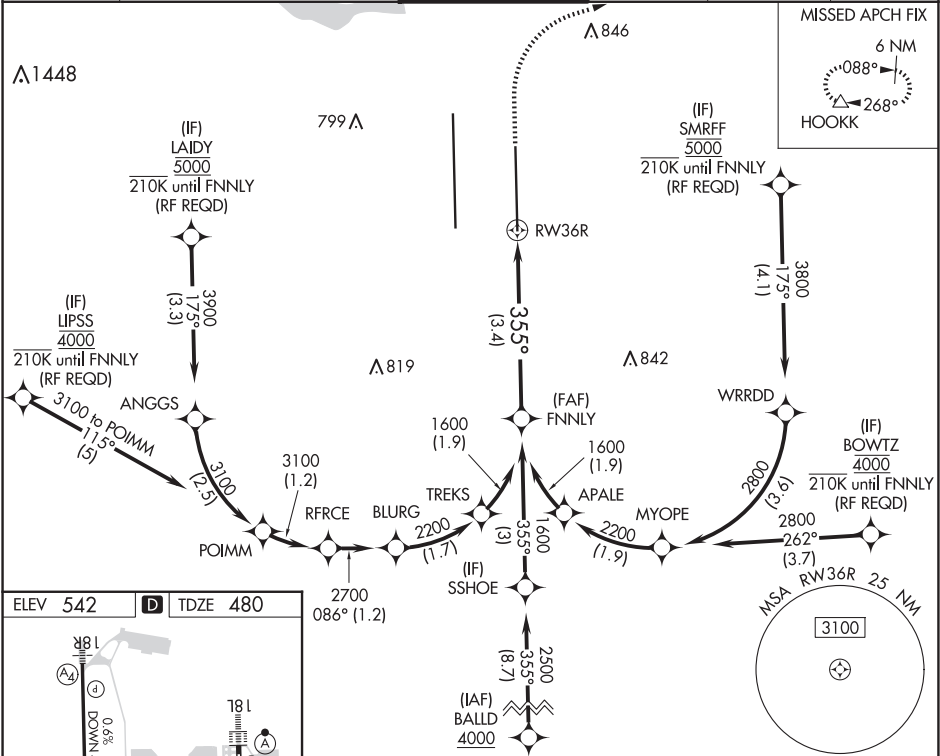 MISSED APCH FIX
6 NM
088°
268°
HOOKK
846
1448
799
(IF)
LAIDY
5000
210K until FNNLY
(RF REQD)
(IF)
SMRFF
5000
210K until FNNLY
(RF REQD)
RW36R
3900
175°
(3.3)
3800
175°
(4.1)
(IF)
LIPSS
4000
210K until FNNLY
(RF REQD)
355°
(3.4)
819
842
ANGGS
WRRDD
(FAF)
FNNLY
(IF)
BOWTZ
4000
210K until FNNLY
(RF REQD)
3100 to POIMM
115°
(5)
3100
(2.5)
3100
(1.2)
1600
(1.9)
1600
(1.9)
2800
(3.6)
RFRCE
BLURG
TREKS
APALE
MYOPE
POIMM
2200
(1.7)
1600
355°
(3)
2200
(1.9)
2800
262°
(3.7)
2700
086° (1.2)
(IF)
SSHOE
2500
355°
(8.7)
(IAF)
BALLD
4000
MSA RW36R 25 NM
3100
ELEV 542
D
TDZE 480
18R
A4
P
0.6%
DOWN
18L
A